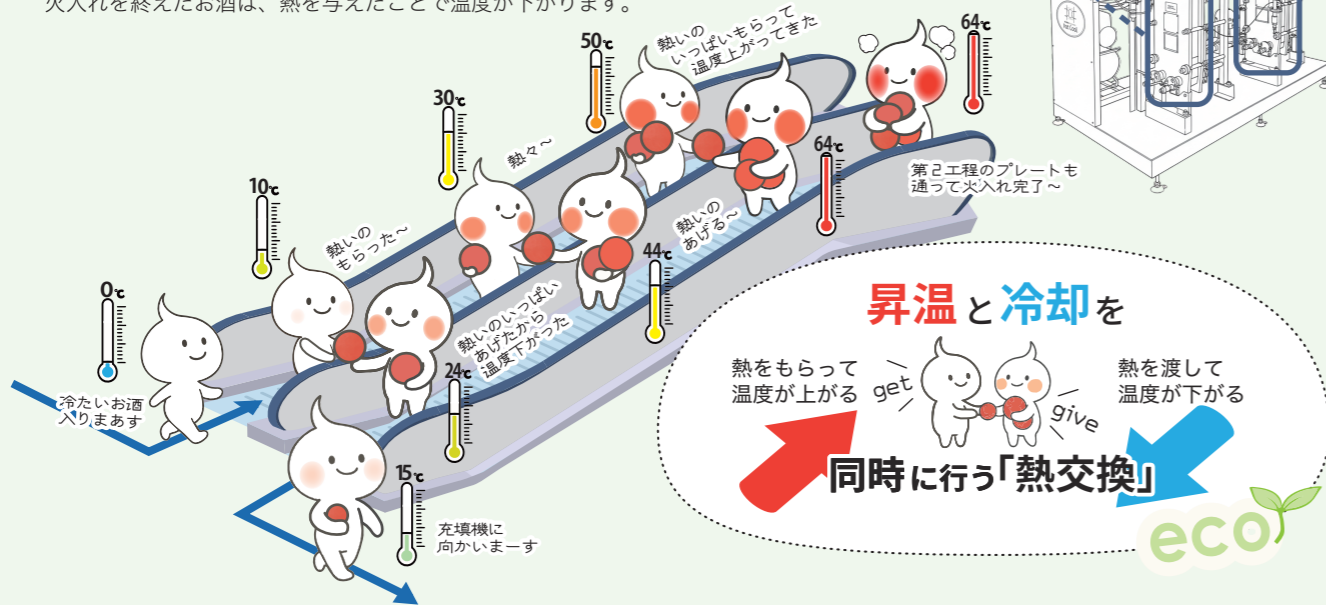 火入れを終えたお酒は、熱を与えたことで温度が下がります。
64℃
50℃
熱いの
いっぱいもらって
温度上がってきた
30℃
熱々～
64℃
第2工程のプレートも
通って火入れ完了～
10℃
熱いの
もらった～
熱いの
あげる～
44℃
0℃
熱いのいっぱい
あげたから
温度下がった
24℃
冷たいお酒
入りまあす
15℃
充填機に
向かいまーす
昇温と冷却を
熱をもらって
温度が上がる
get
give
熱を渡して
温度が下がる
同時に行う「熱交換」
eco